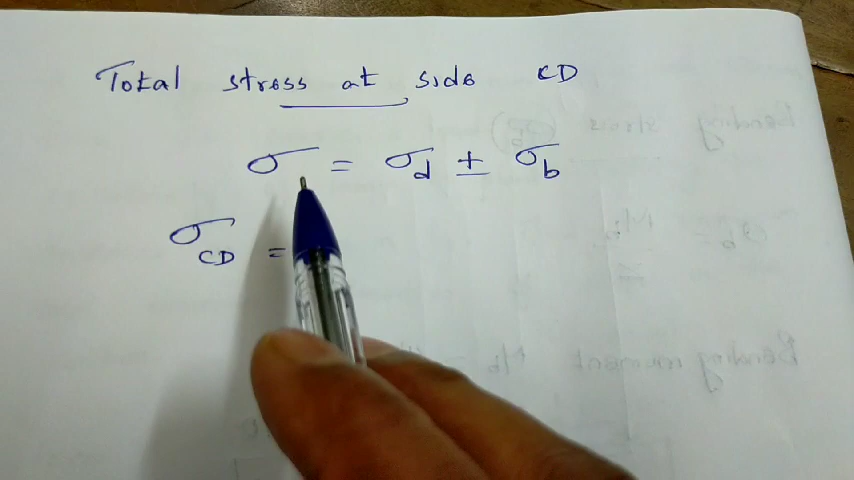 Total stress at side CD
σ = σd ± σb
σCD =